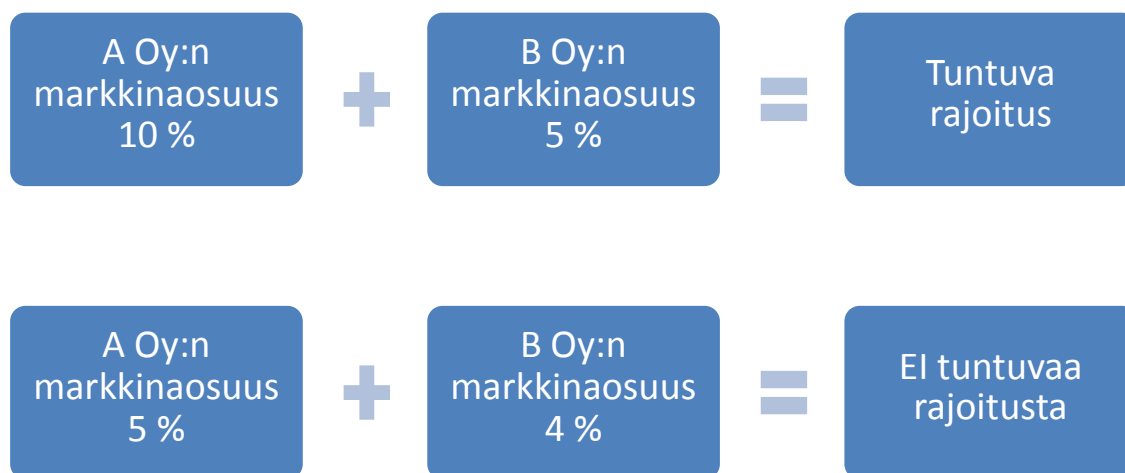 A Oy:n
markkinaosuus
10 %
+
B Oy:n
markkinaosuus
5 %
=
Tuntuva
rajoitus
A Oy:n
markkinaosuus
5 %
+
B Oy:n
markkinaosuus
4 %
=
EI tuntuvaa
rajoitusta